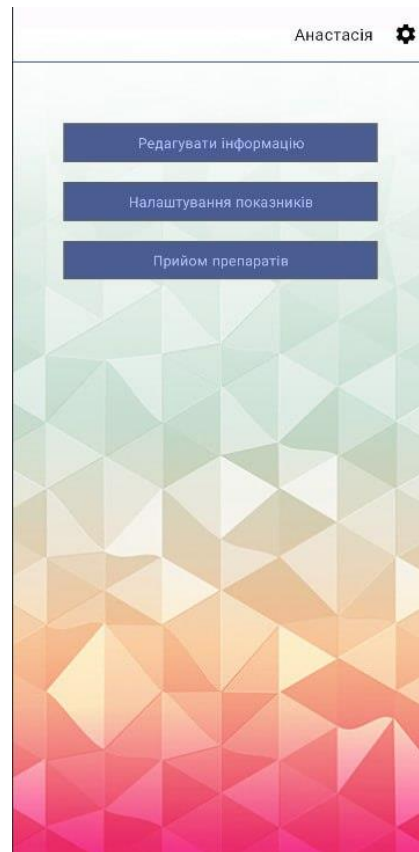 Анастасія
Редагувати інформацію
Налаштування показників
Прийом препаратів